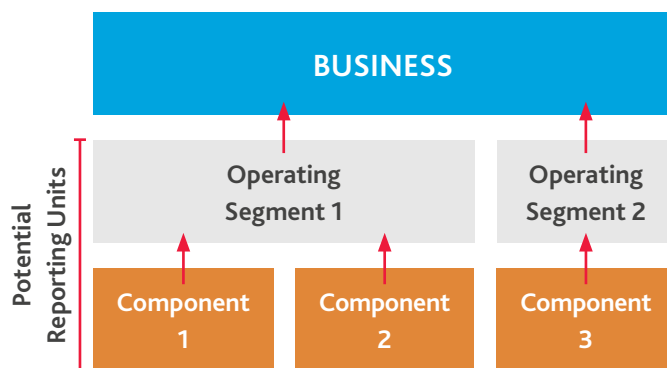 BUSINESS
Potential
Reporting Units
Operating
Segment 1
Operating
Segment 2
Component
1
Component
2
Component
3